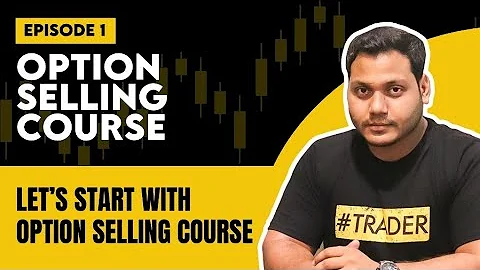 EPISODE 1
OPTION
SELLING
COURSE
LET'S START WITH
OPTION SELLING COURSE
#TRADER